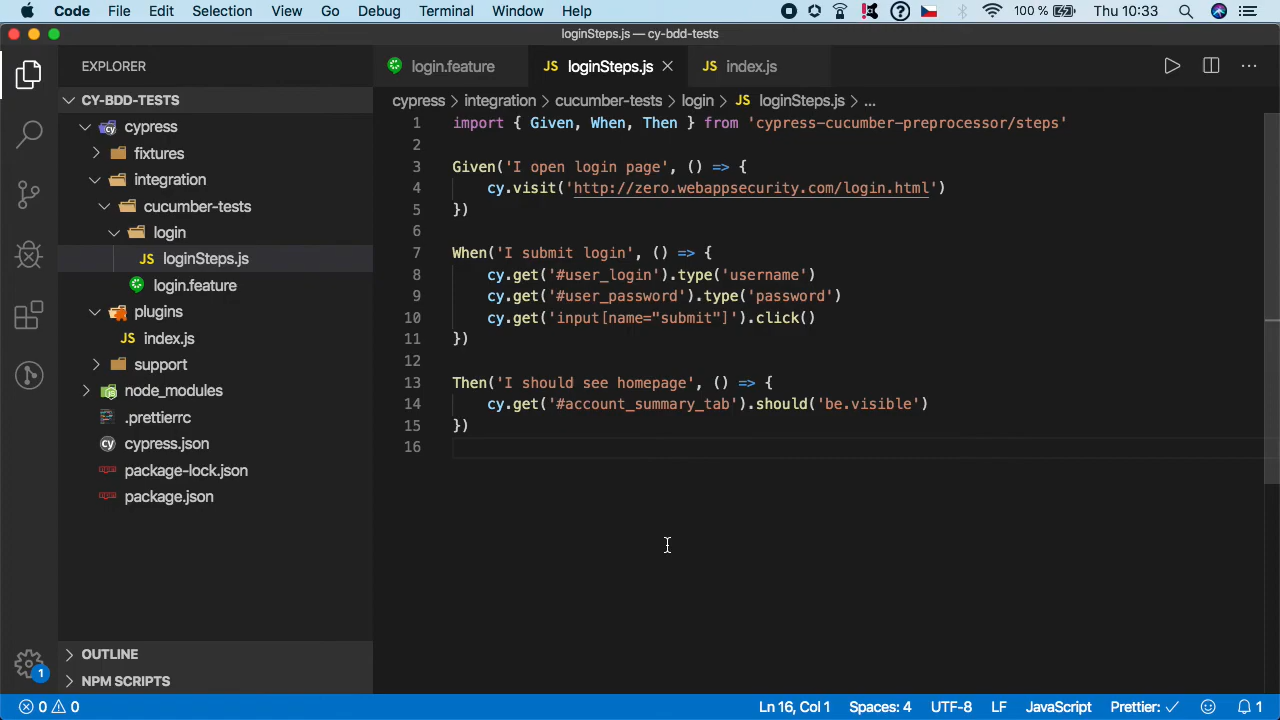 Code File Edit Selection View Go Debug Terminal Window Help 100 % Thu 10:33
loginSteps.js — cy-bdd-tests
EXPLORER
login.feature JS loginSteps.js JS index.js
CY-BDD-TESTS
cypress
fixtures
integration
cucumber-tests
login
JS loginSteps.js
login.feature
plugins
JS index.js
support
node_modules
.prettierrc
cy cypress.json
package-lock.json
package.json
OUTLINE
NPM SCRIPTS
cypress > integration > cucumber-tests > login > JS loginSteps.js > ...
1 import { Given, When, Then } from 'cypress-cucumber-preprocessor/steps'
2
3 Given('I open login page', () => {
4 cy.visit('http://zero.webappsecurity.com/login.html')
5 })
6
7 When('I submit login', () => {
8 cy.get('#user_login').type('username')
9 cy.get('#user_password').type('password')
10 cy.get('input[name="submit"]').click()
11 })
12
13 Then('I should see homepage', () => {
14 cy.get('#account_summary_tab').should('be.visible')
15 })
16
1
0 0 Ln 16, Col 1 Spaces: 4 UTF-8 LF JavaScript Prettier: ✓ 1